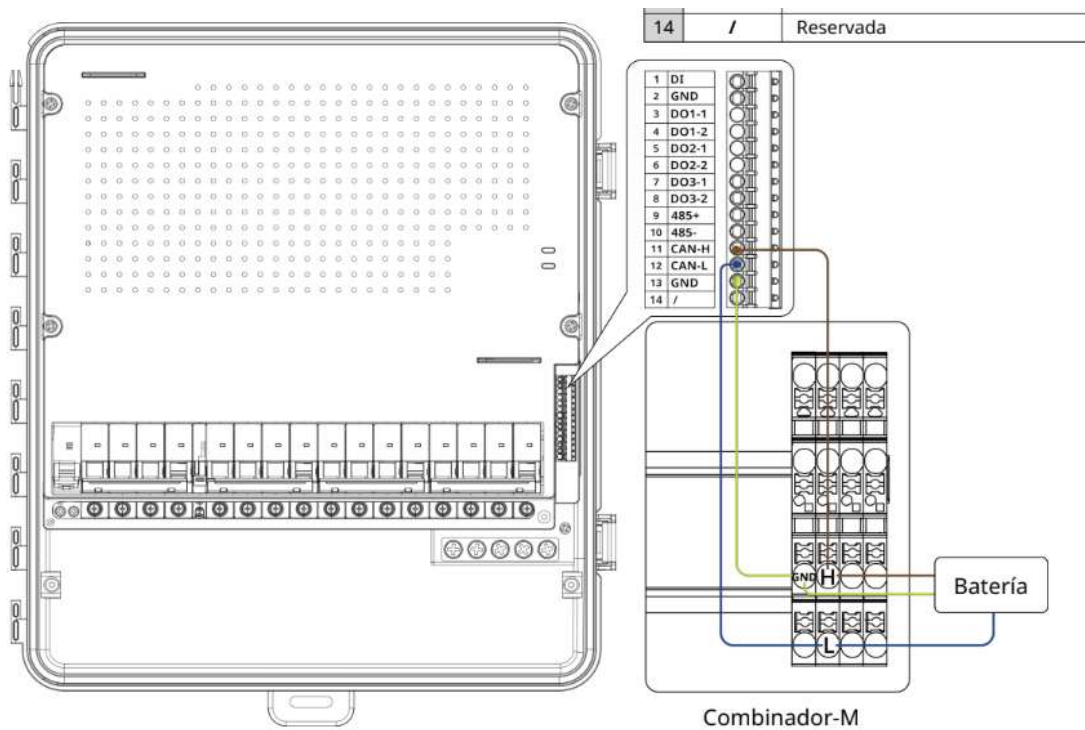 14 / Reservada
1 DI
2 GND
3 DO1-1
4 DO1-2
5 DO2-1
6 DO2-2
7 DO3-1
8 DO3-2
9 485+
10 485-
11 CAN-H
12 CAN-L
13 GND
14 /
GND H
Batería
L
Combinador-M